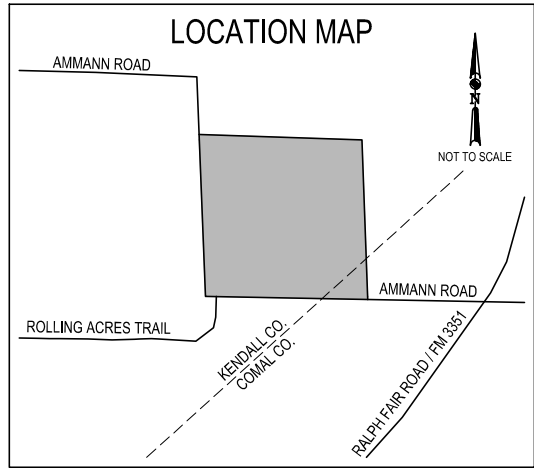 LOCATION MAP
AMMANN ROAD
N
NOT TO SCALE
AMMANN ROAD
ROLLING ACRES TRAIL
KENDALL CO.
COMAL CO.
RALPH FAIR ROAD / FM 3351